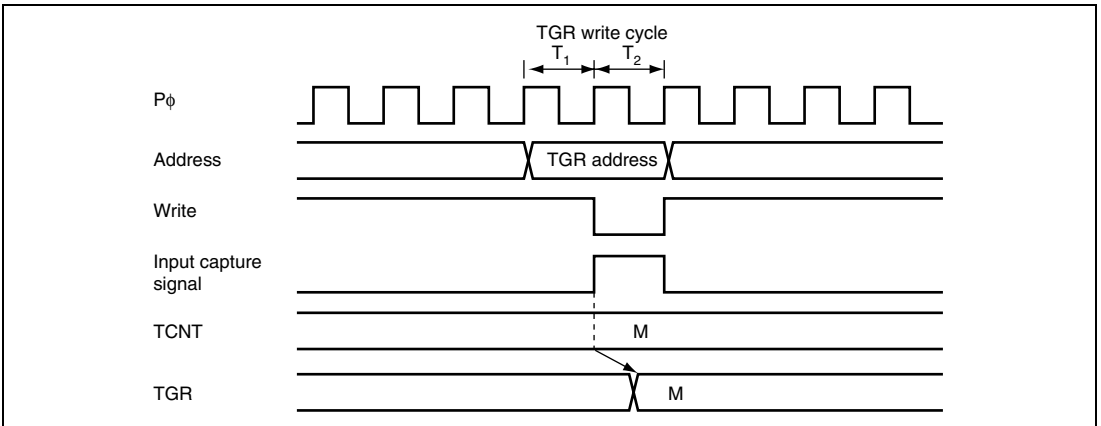 TGR write cycle
T1 T2
Pϕ
Address
TGR address
Write
Input capture
signal
TCNT
M
TGR
M